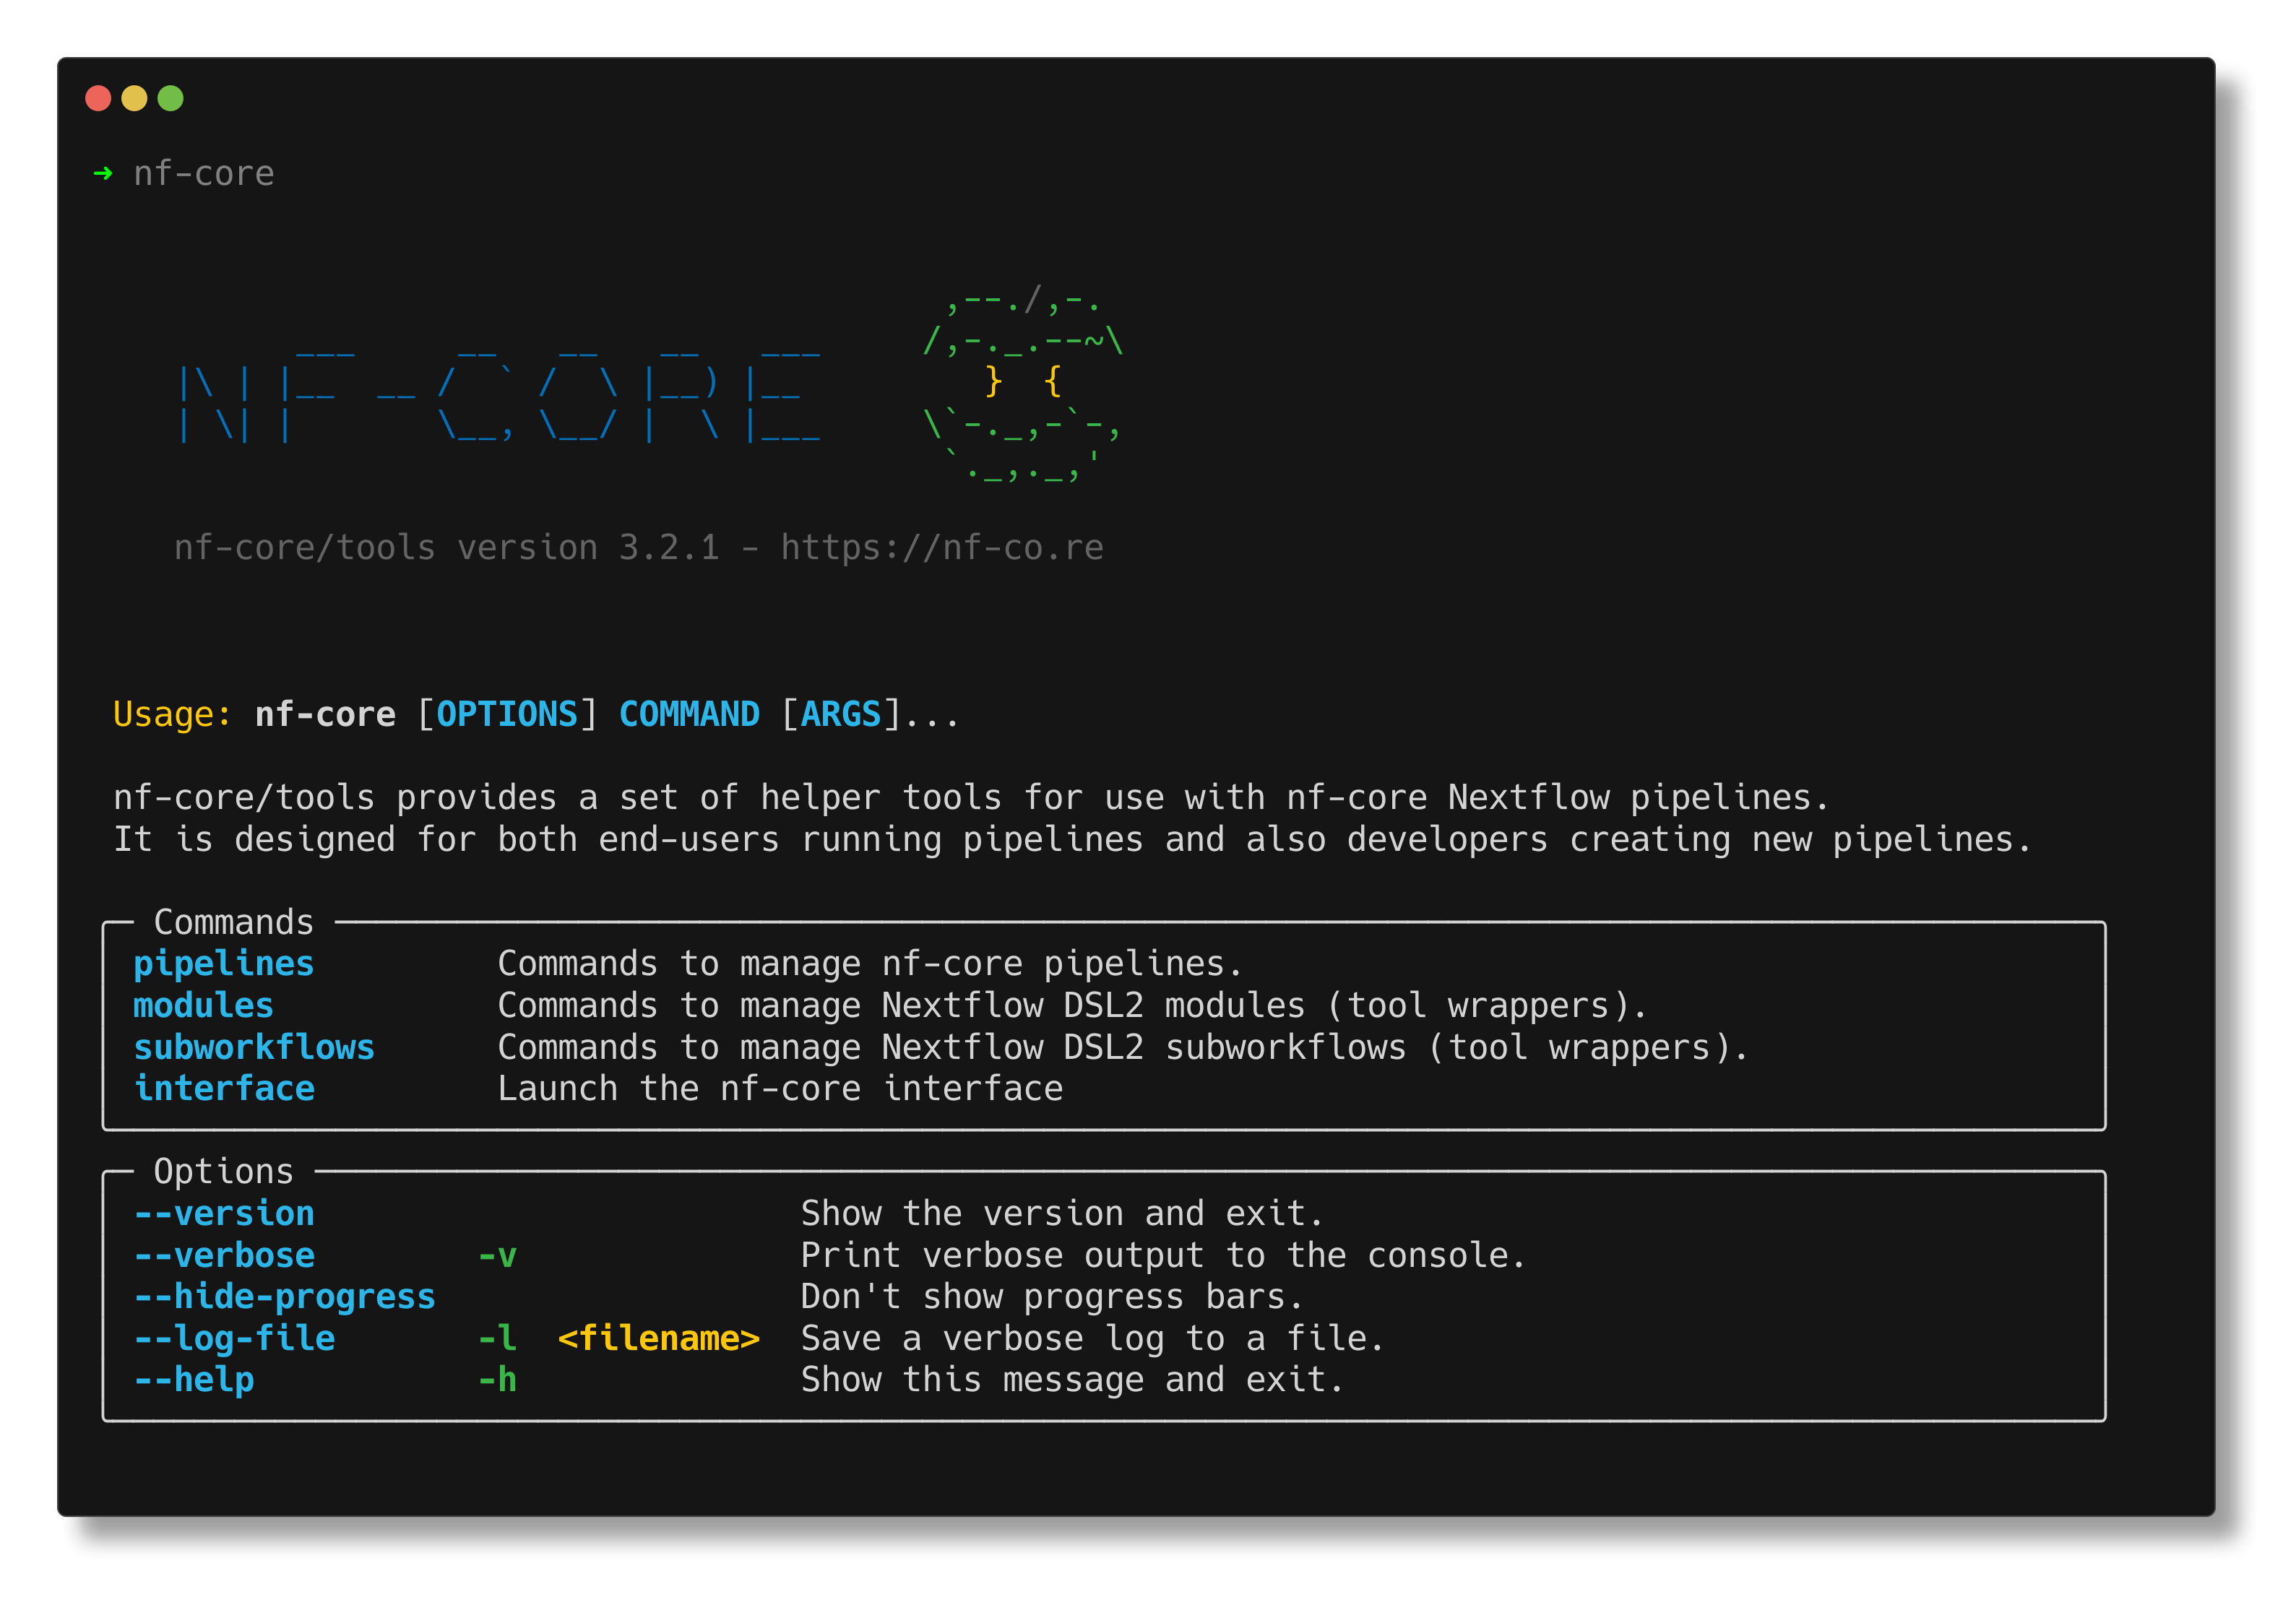 ➜ nf-core
,--./,-.
___ __ __ __ ___ /,-._.--~\
|\ | |__ __ / ` / \ |__) |__ } {
| \| | \__, \__/ | \ |___ \`-._,-`-,
`._,._,'
nf-core/tools version 3.2.1 - https://nf-co.re
Usage: nf-core [OPTIONS] COMMAND [ARGS]...
nf-core/tools provides a set of helper tools for use with nf-core Nextflow pipelines.
It is designed for both end-users running pipelines and also developers creating new pipelines.
Commands
pipelines Commands to manage nf-core pipelines.
modules Commands to manage Nextflow DSL2 modules (tool wrappers).
subworkflows Commands to manage Nextflow DSL2 subworkflows (tool wrappers).
interface Launch the nf-core interface
Options
--version Show the version and exit.
--verbose -v Print verbose output to the console.
--hide-progress Don't show progress bars.
--log-file -l <filename> Save a verbose log to a file.
--help -h Show this message and exit.